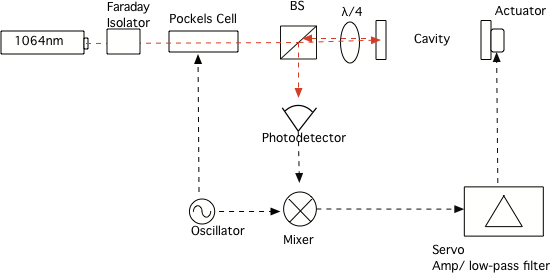 1064nm
Faraday
Isolator
Pockels Cell
BS
λ/4
Cavity
Actuator
Photodetector
Oscillator
Mixer
Servo
Amp/ low-pass filter